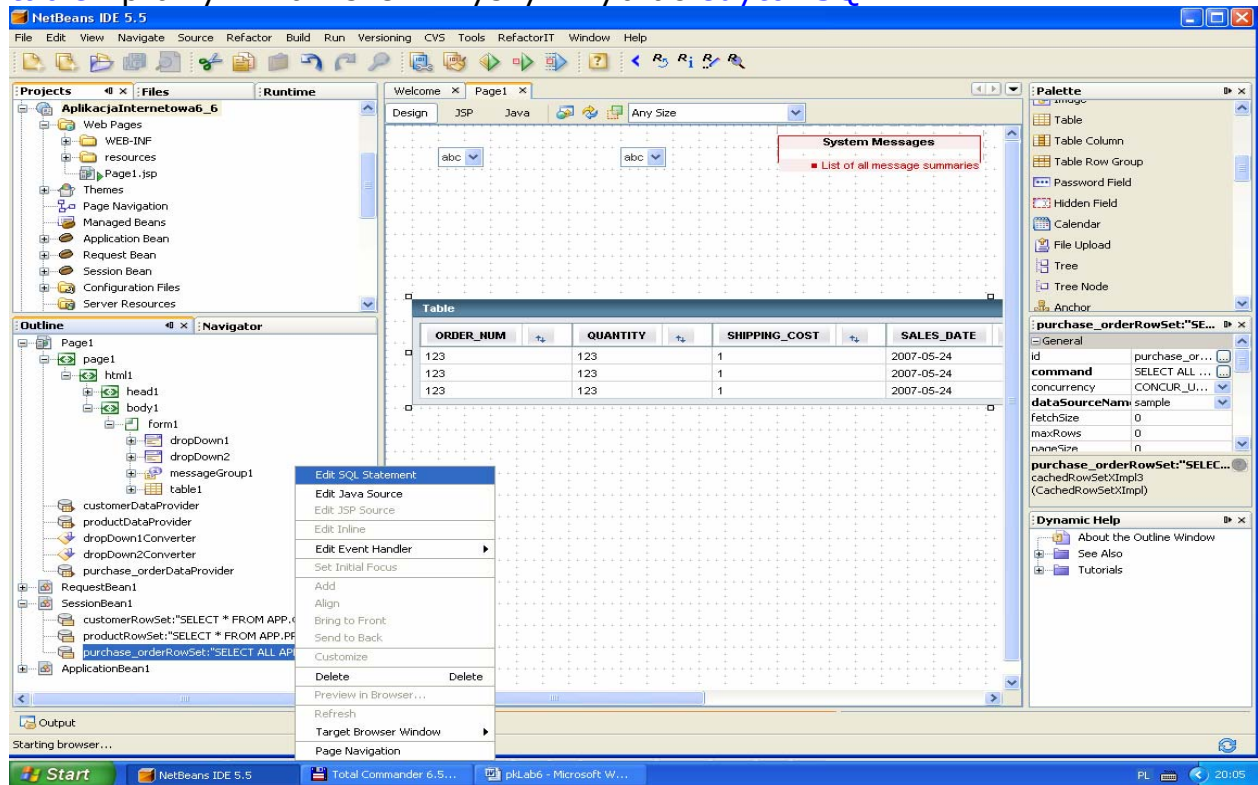 NetBeans IDE 5.5
File Edit View Navigate Source Refactor Build Run Versioning CVS Tools RefactorIT Window Help
Projects Files Runtime
AplikacjaInternetowa6_6
Web Pages
WEB-INF
resources
Page1.jsp
Themes
Page Navigation
Managed Beans
Application Bean
Request Bean
Session Bean
Configuration Files
Server Resources
Outline Navigator
Page1
page1
html1
head1
body1
form1
dropDown1
dropDown2
messageGroup1
table1
customerDataProvider
productDataProvider
dropDown1Converter
dropDown2Converter
purchase_orderDataProvider
RequestBean1
SessionBean1
customerRowSet:"SELECT * FROM APP.
productRowSet:"SELECT * FROM APP.PR
purchase_orderRowSet:"SELECT ALL
ApplicationBean1
Welcome Page1
Design JSP Java Any Size
abc abc
System Messages
List of all message summaries
Table
ORDER_NUM QUANTITY SHIPPING_COST SALES_DATE
123 123 1 2007-05-24
123 123 1 2007-05-24
123 123 1 2007-05-24
Edit SQL Statement
Edit Java Source
Edit JSP Source
Edit Inline
Edit Event Handler
Set Initial Focus
Add
Align
Bring to Front
Send to Back
Customize
Delete Delete
Preview in Browser...
Refresh
Target Browser Window
Page Navigation
Palette
Image
Table
Table Column
Table Row Group
Password Field
Hidden Field
Calendar
File Upload
Tree
Tree Node
Anchor
purchase_orderRowSet:"SE...
General
id purchase_or... ...
command SELECT ALL ... ...
concurrency CONCUR_U...
dataSourceNam sample
fetchSize 0
maxRows 0
pageSize 0
purchase_orderRowSet:"SELEC...
cachedRowSetXImpl3
(CachedRowSetXImpl)
Dynamic Help
About the Outline Window
See Also
Tutorials
Output
Starting browser...
Start NetBeans IDE 5.5 Total Commander 6.5... pkLab6 - Microsoft W... PL 20:05